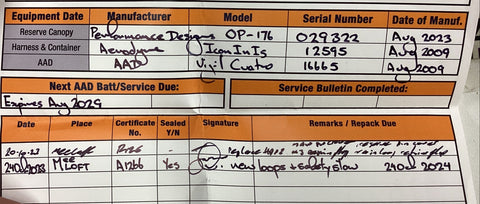 Equipment Date Manufacturer Model Serial Number Date of Manuf.
Reserve Canopy Performance Designs OP-176 029322 Aug 2023
Harness & Container Aerodyne Icon InIs 12595 Aug 2009
AAD AAD Vigil Cuatro 16665 Aug 2009
Next AAD Batt/Service Due: Service Bulletin Completed:
Expires Aug 2029
Date Place Certificate No. Sealed Y/N Signature Remarks / Repack Due
- 
24 Oct 2023 Mee LOFT A1266 Yes new loops + Safety stow 24 Oct 2024